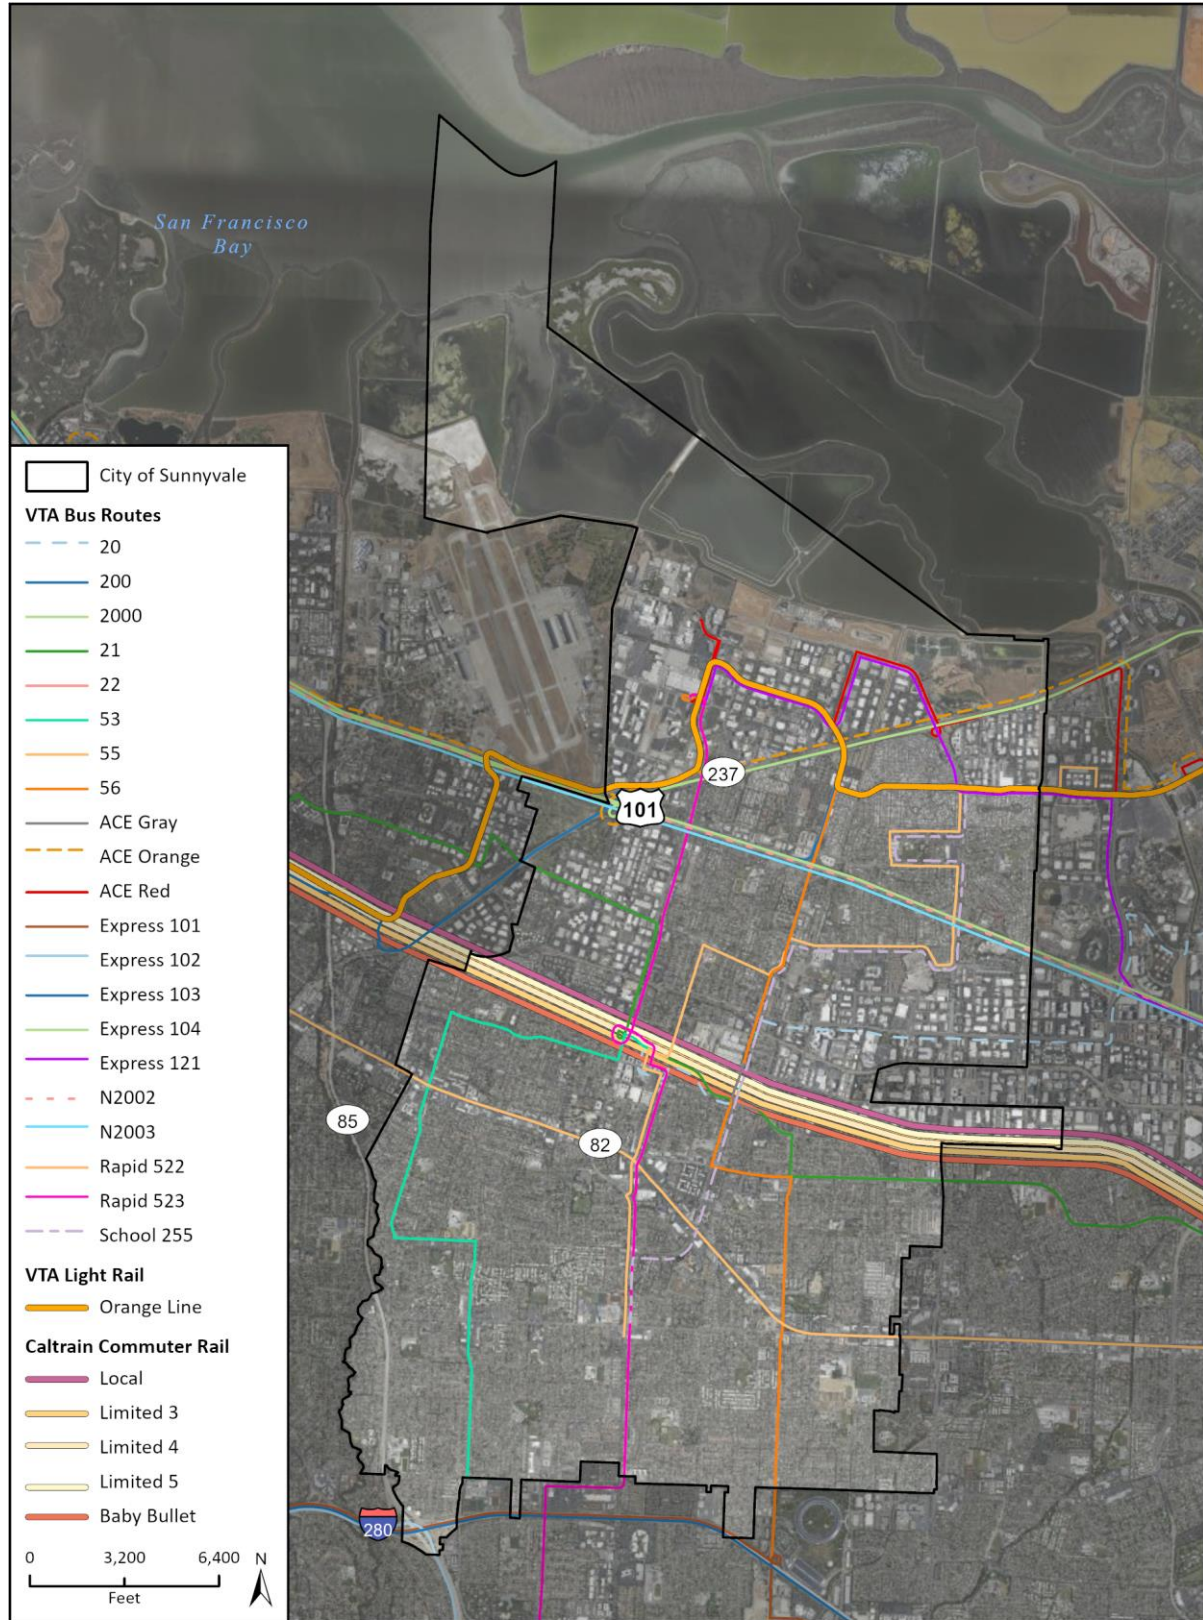 San Francisco
Bay
City of Sunnyvale
VTA Bus Routes
20
200
2000
21
22
53
55
56
ACE Gray
ACE Orange
ACE Red
Express 101
Express 102
Express 103
Express 104
Express 121
N2002
N2003
Rapid 522
Rapid 523
School 255
VTA Light Rail
Orange Line
Caltrain Commuter Rail
Local
Limited 3
Limited 4
Limited 5
Baby Bullet
0 3,200 6,400 N
Feet
237
101
85
82
280